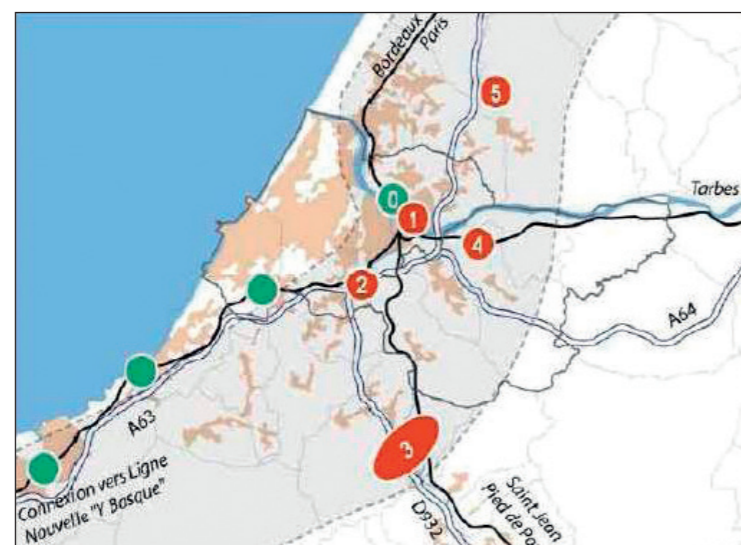 Bordeaux
Paris
5
0
1
Tarbes
4
2
A64
A63
3
Connexion vers Ligne
Nouvelle "Y Basque"
D932
Saint Jean
Pied de Po